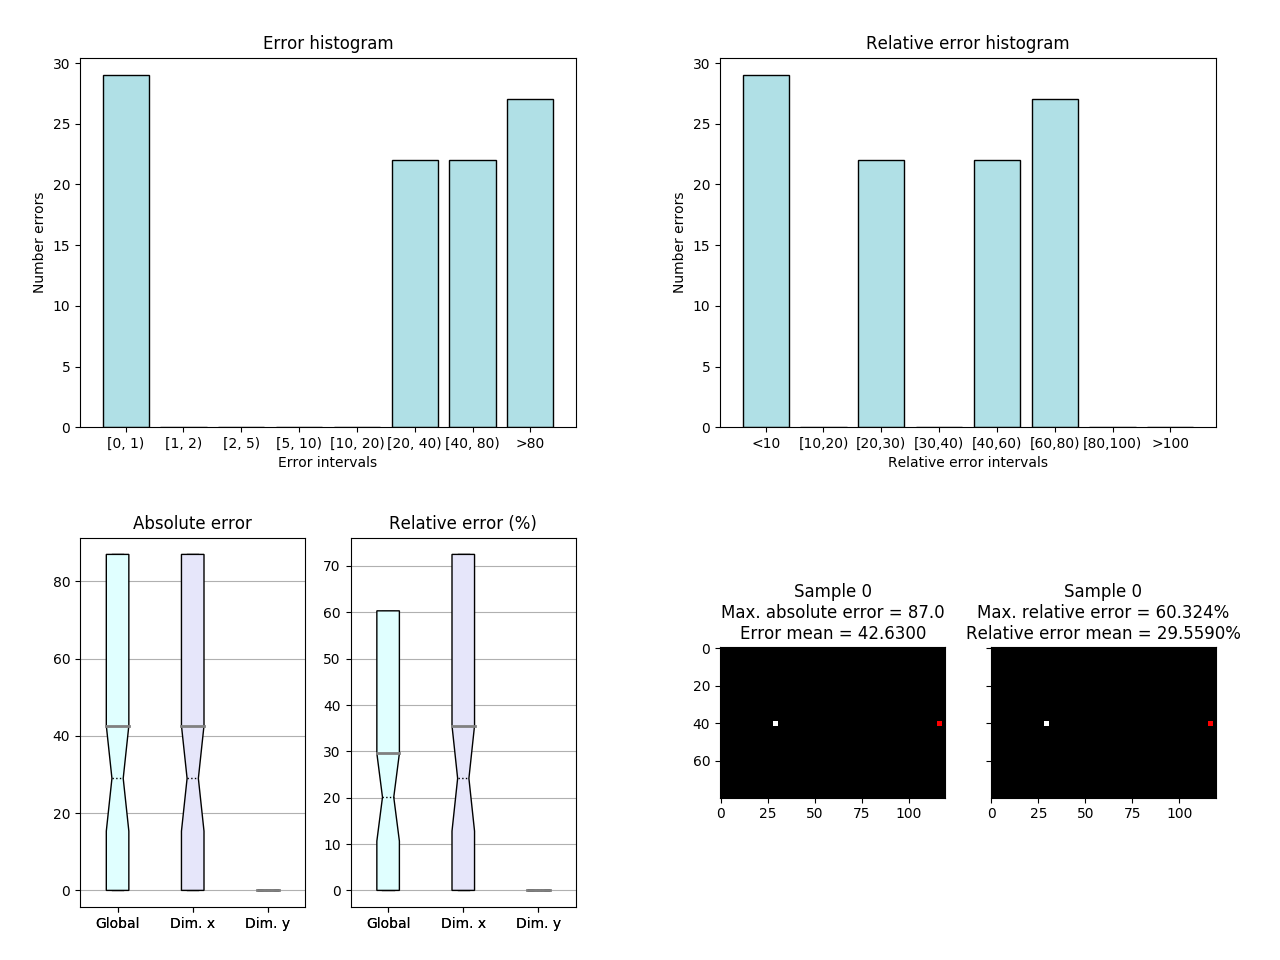 Error histogram
30
25
20
15
10
5
0
Number errors
[0, 1) [1, 2) [2, 5) [5, 10) [10, 20) [20, 40) [40, 80) >80
Error intervals
Relative error histogram
30
25
20
15
10
5
0
Number errors
<10 [10,20) [20,30) [30,40) [40,60) [60,80) [80,100) >100
Relative error intervals
Absolute error
80
60
40
20
0
Global Dim. x Dim. y
Relative error (%)
70
60
50
40
30
20
10
0
Global Dim. x Dim. y
Sample 0
Max. absolute error = 87.0
Error mean = 42.6300
0
20
40
60
0 25 50 75 100
Sample 0
Max. relative error = 60.324%
Relative error mean = 29.5590%
0 25 50 75 100